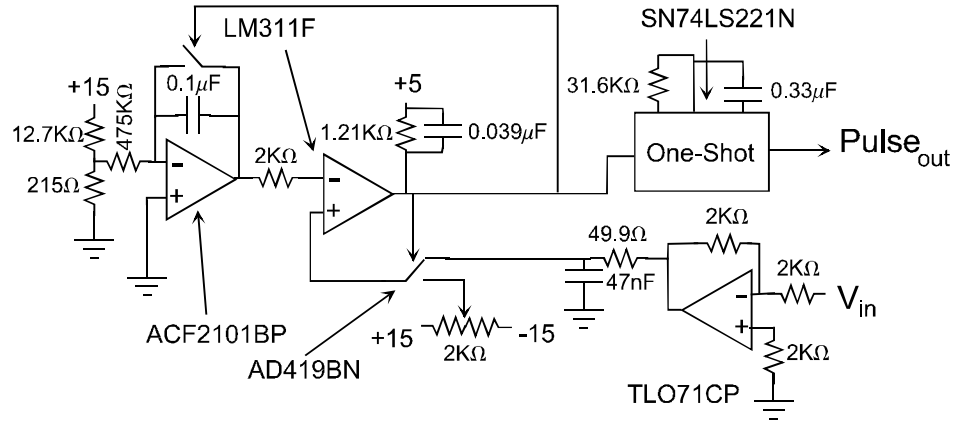 SN74LS221N
LM311F
+5
31.6KΩ
0.33μF
+15
0.1μF
475KΩ
12.7KΩ
1.21KΩ
0.039μF
One-Shot
Pulse out
2KΩ
215Ω
-
+
-
+
2KΩ
49.9Ω
2KΩ
47nF
-
V in
+
ACF2101BP
+15
-15
2KΩ
2KΩ
AD419BN
TLO71CP